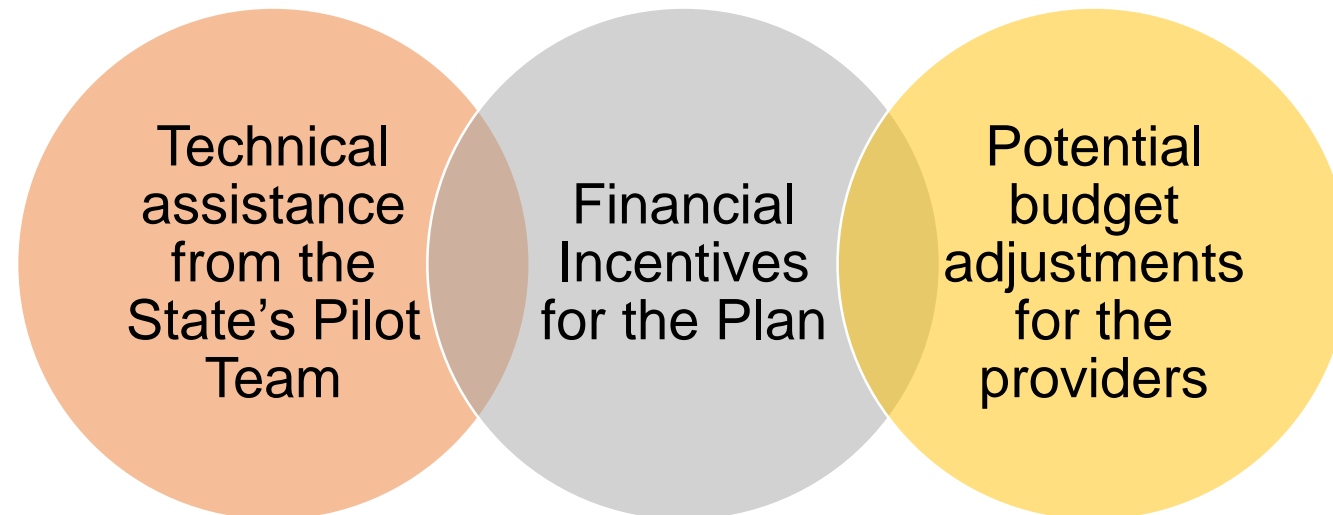 Technical
assistance
from the
State’s Pilot
Team
Financial
Incentives
for the Plan
Potential
budget
adjustments
for the
providers